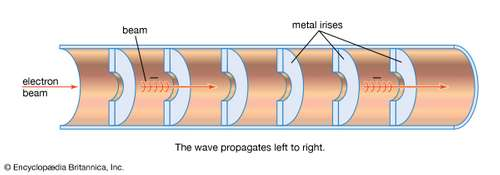 beam
metal irises
electron
beam
The wave propagates left to right.
© Encyclopædia Britannica, Inc.